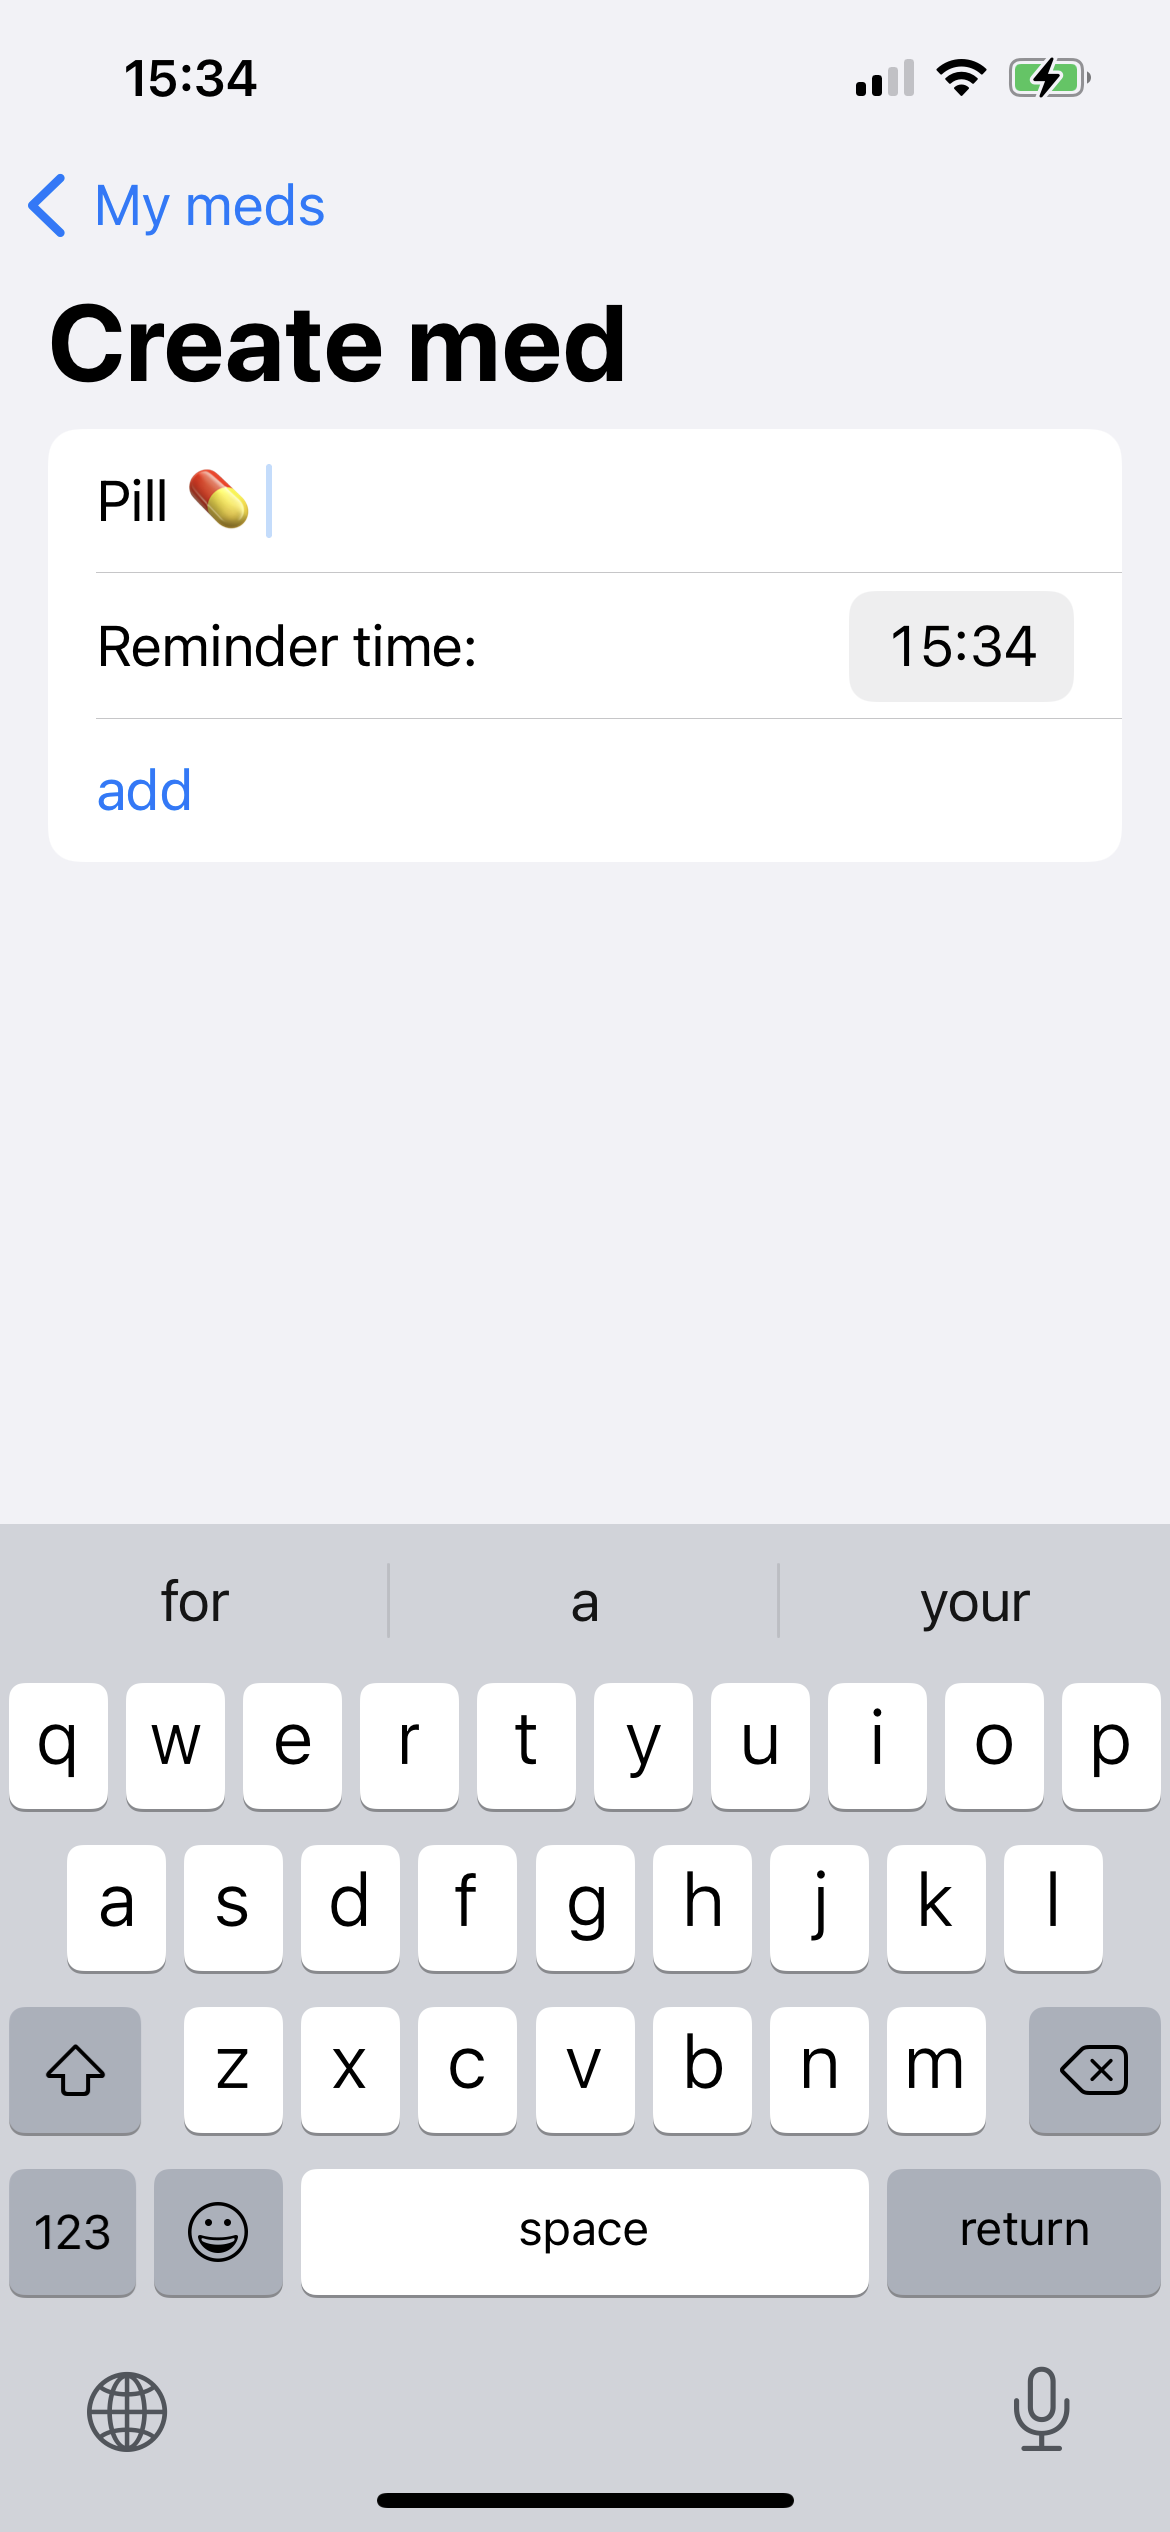 15:34
My meds
Create med
Pill 💊
Reminder time: 15:34
add
for a your
q w e r t y u i o p
a s d f g h j k l
z x c v b n m
123 space return